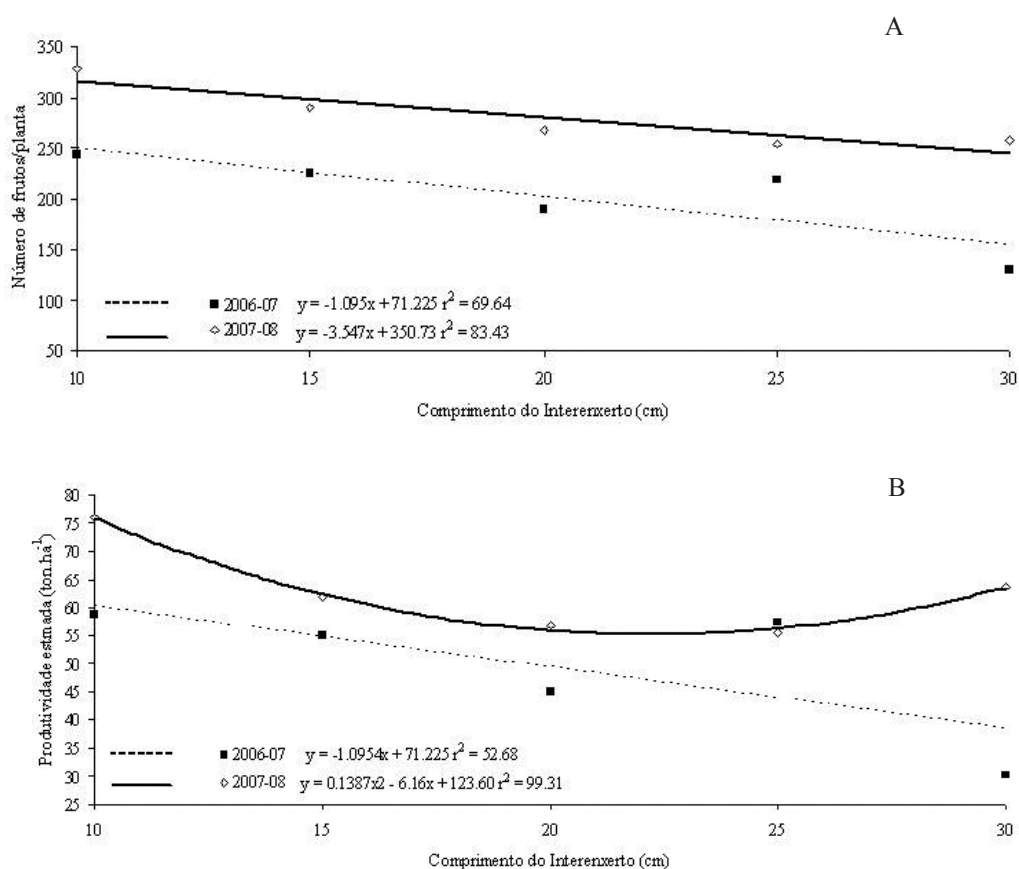 A
350
300
250
200
150
100
50
Número de frutos/planta
2006-07 y = -1.095x + 71.225 r² = 69.64
2007-08 y = -3.547x + 350.73 r² = 83.43
10 15 20 25 30
Comprimento do Interenxerto (cm)
B
80
75
70
65
60
55
50
45
40
35
30
25
Produtividade estimada (ton.ha⁻¹)
2006-07 y = -1.0954x + 71.225 r² = 52.68
2007-08 y = 0.1387x2 - 6.16x + 123.60 r² = 99.31
10 15 20 25 30
Comprimento do Interenxerto (cm)